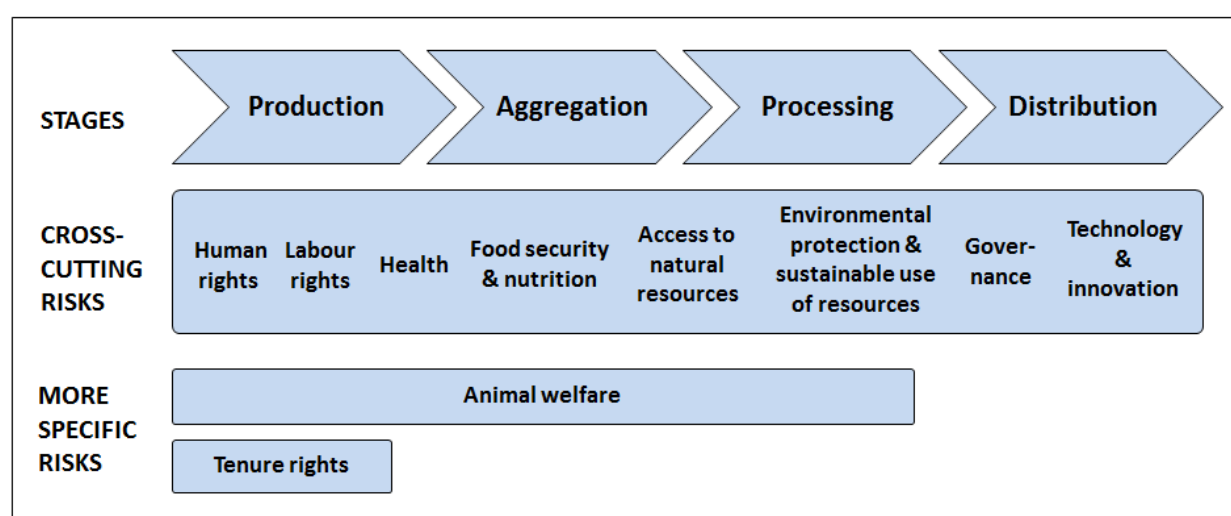 STAGES
Production
Aggregation
Processing
Distribution
CROSS-
CUTTING
RISKS
Human
rights
Labour
rights
Health
Food security
& nutrition
Access to
natural
resources
Environmental
protection &
sustainable use
of resources
Gover-
nance
Technology
&
innovation
MORE
SPECIFIC
RISKS
Animal welfare
Tenure rights